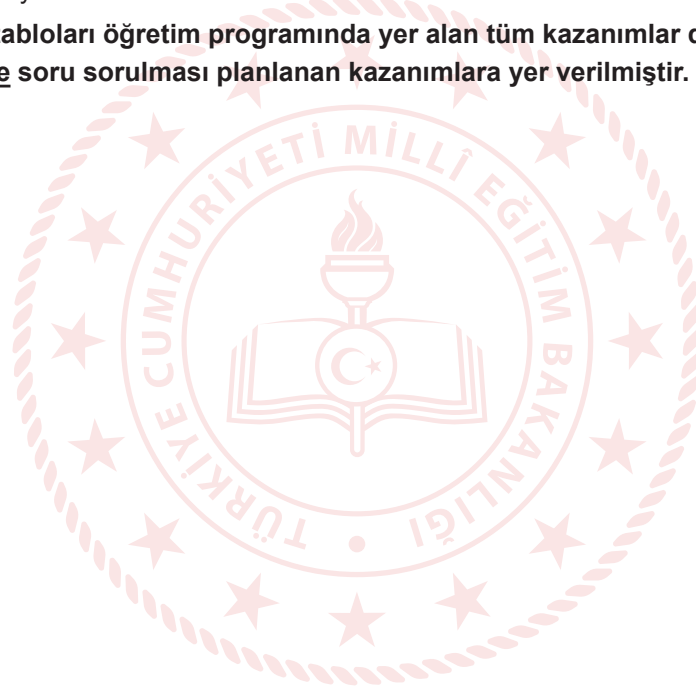 tabloları öğretim programında yer alan tüm kazanımlar
e soru sorulması planlanan kazanımlara yer verilmiştir.
TÜRKİYE CUMHURİYETİ MİLLÎ EĞİTİM BAKANLIĞI